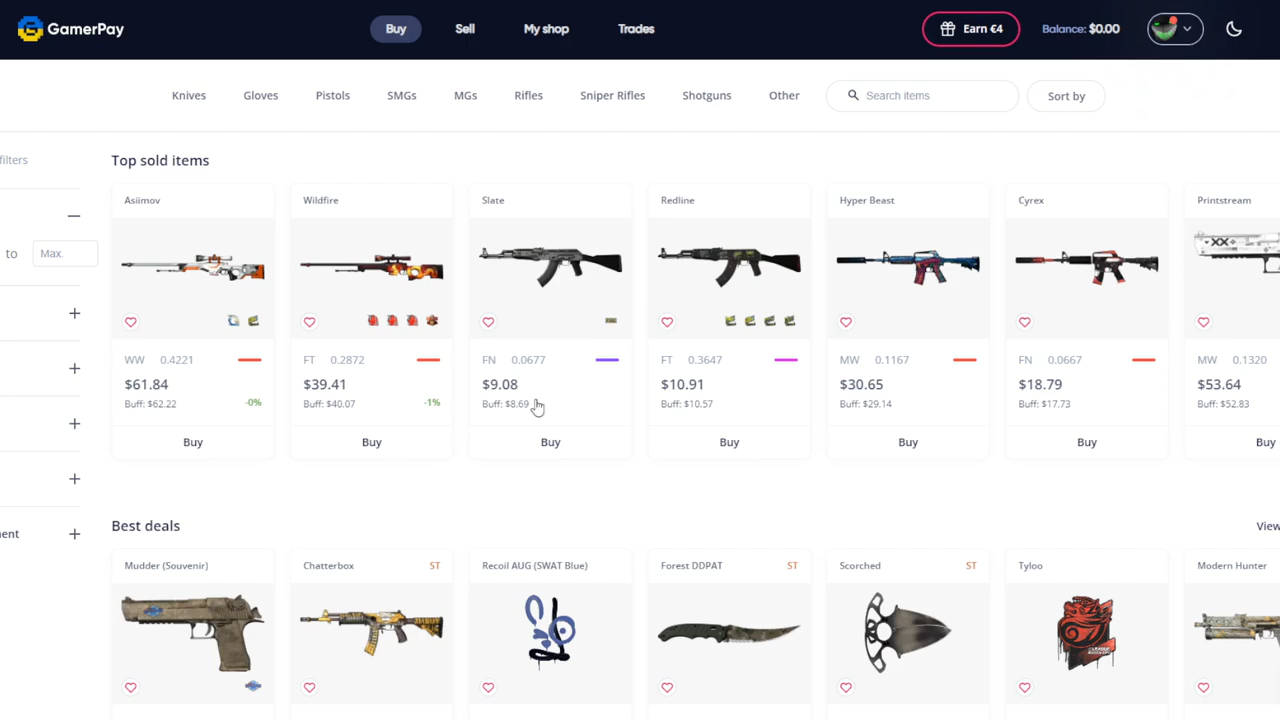 GamerPay
Buy
Sell
My shop
Trades
Earn €4
Balance: $0.00
Knives
Gloves
Pistols
SMGs
MGs
Rifles
Sniper Rifles
Shotguns
Other
Search items
Sort by
filters
to
Max.
Top sold items
Asiimov
Wildfire
Slate
Redline
Hyper Beast
Cyrex
Printstream
WW 0.4221
FT 0.2872
FN 0.0677
FT 0.3647
MW 0.1167
FN 0.0667
MW 0.1320
$61.84
$39.41
$9.08
$10.91
$30.65
$18.79
$53.64
Buff: $62.22 -0%
Buff: $40.07 -1%
Buff: $8.69
Buff: $10.57
Buff: $29.14
Buff: $17.73
Buff: $52.83
Buy
Buy
Buy
Buy
Buy
Buy
Buy
Best deals
View
ment
Mudder (Souvenir)
Chatterbox ST
Recoil AUG (SWAT Blue)
Forest DDPAT ST
Scorched ST
Tyloo
Modern Hunter